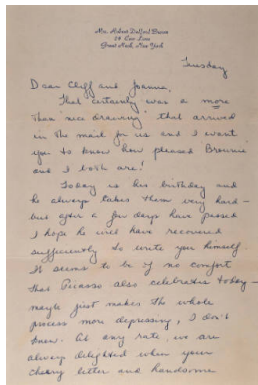 Mrs. Robert Delford Brown
24 Cow Lane
Great Neck, New York
Tuesday
Dear Cliff and Joanna,
That certainly was a more
than "nice drawing" that arrived
in the mail for us and I want
you to know how pleased Brownie
and I both are!
Today is his birthday and
he always takes them very hard –
but after a few days have passed
I hope he will have recovered
sufficiently to write you himself.
It seems to be of no comfort
that Picasso also celebrates today –
maybe just makes the whole
process more depressing, I don't
know. At any rate, we are
always delighted when your
cheery letter and handsome